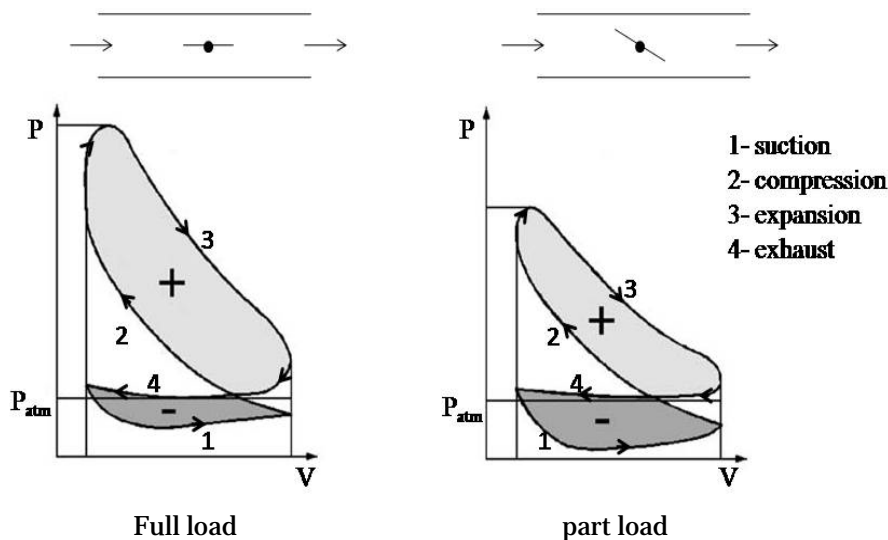 P
3
+
2
4
P atm
-
1
V
Full load
P
3
+
2
4
P atm
-
1
V
part load
1- suction
2- compression
3- expansion
4- exhaust